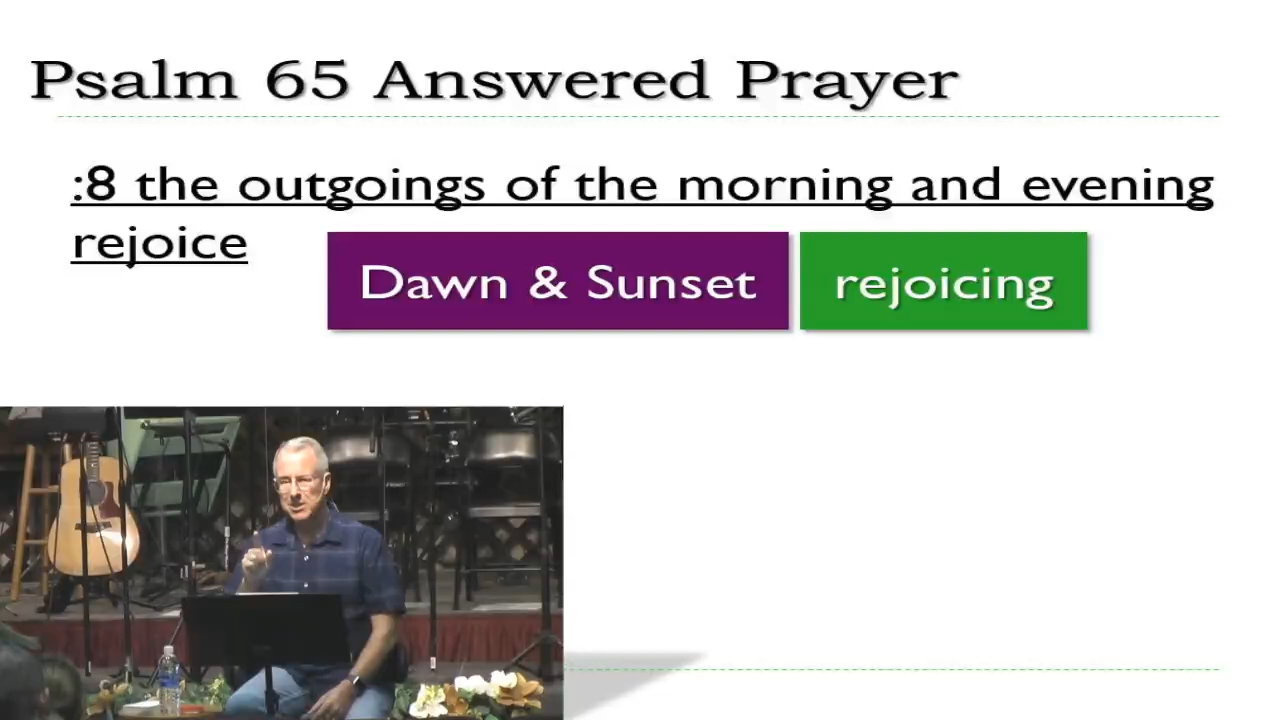 Psalm 65 Answered Prayer
:8 the outgoings of the morning and evening
rejoice
Dawn & Sunset
rejoicing